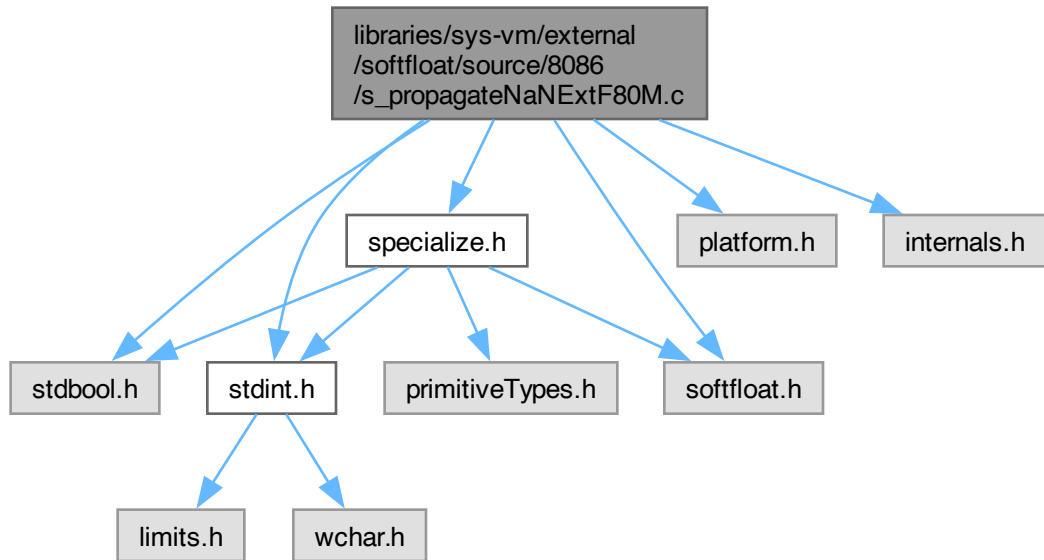 libraries/sys-vm/external
/softfloat/source/8086
/s_propagateNaNExtF80M.c
specialize.h
platform.h
internals.h
stdbool.h
stdint.h
primitiveTypes.h
softfloat.h
limits.h
wchar.h